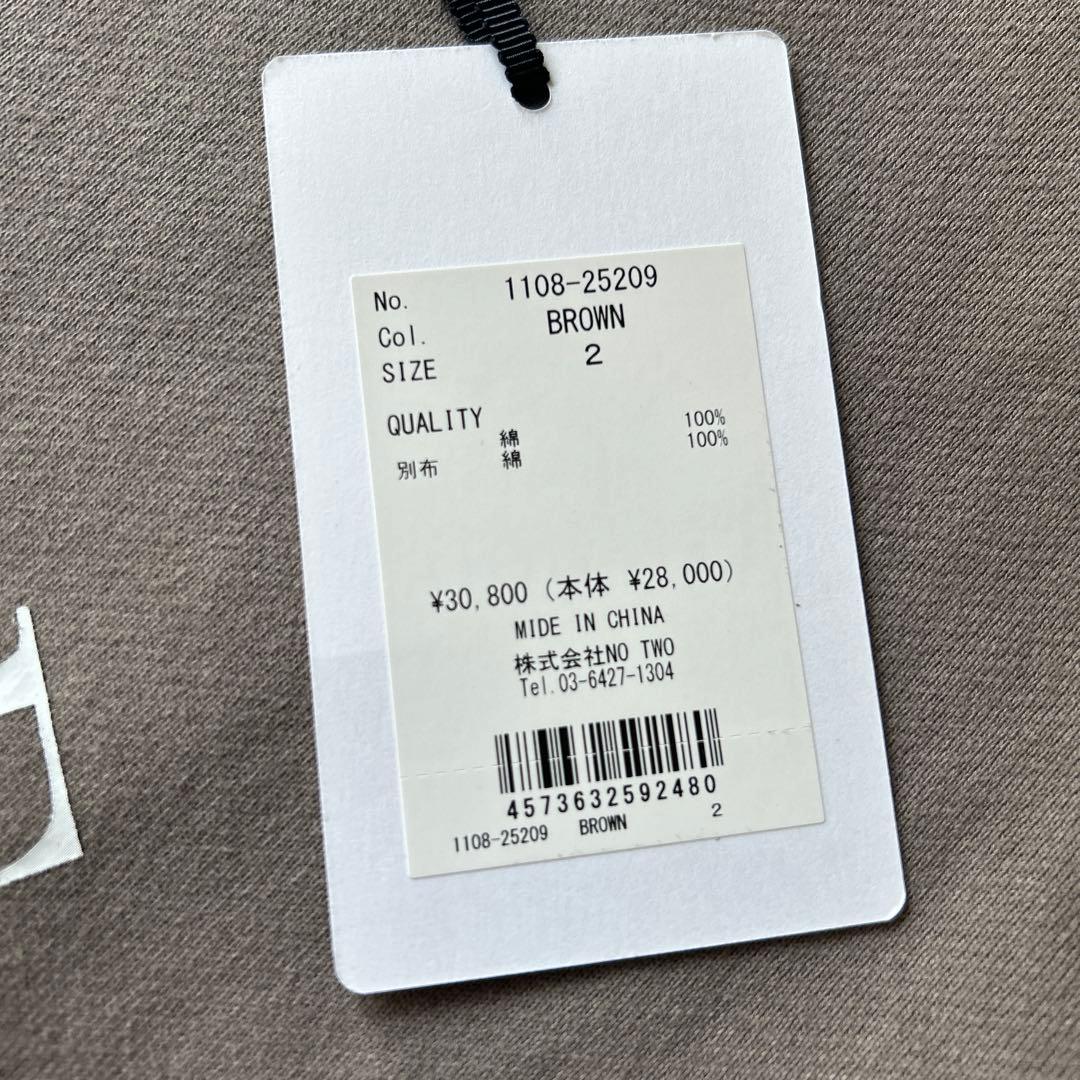 No. 1108-25209
Col. BROWN
SIZE 2
QUALITY
綿 100%
別布 綿 100%
¥30,800 (本体 ¥28,000)
MIDE IN CHINA
株式会社NO TWO
Tel.03-6427-1304
4573632592480
1108-25209 BROWN 2